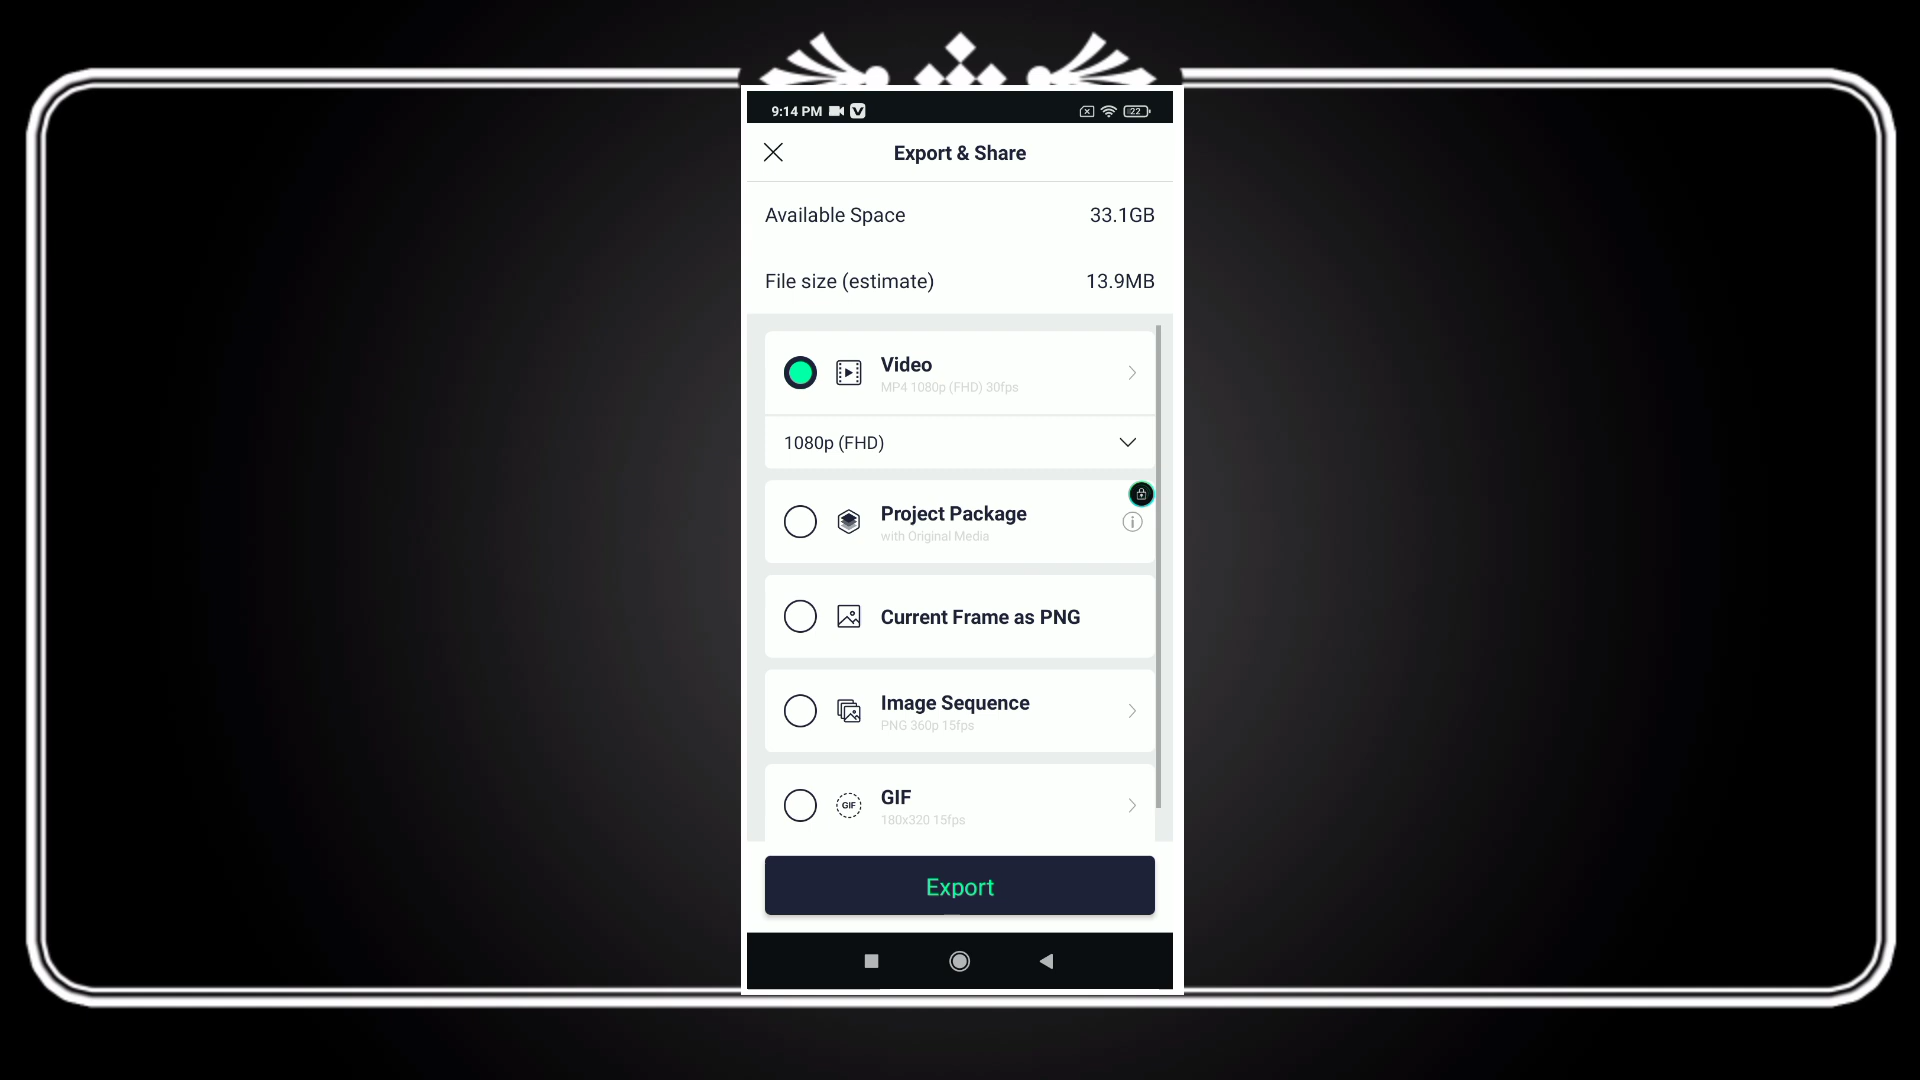 9:14 PM
22
Export & Share
Available Space 33.1GB
File size (estimate) 13.9MB
Video
MP4 1080p (FHD) 30fps
1080p (FHD)
Project Package
with Original Media
Current Frame as PNG
Image Sequence
PNG 360p 15fps
GIF
GIF
180x320 15fps
Export